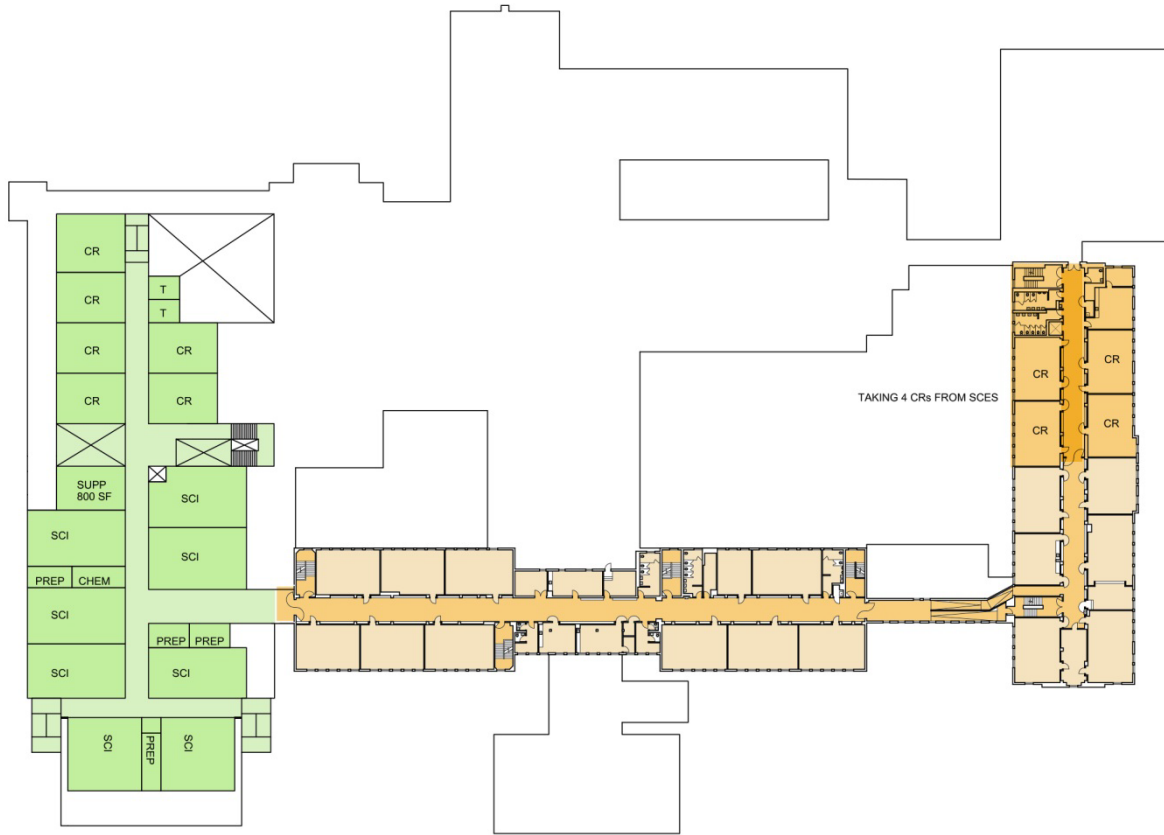 CR
CR
T
T
CR
CR
CR
CR
CR
CR
TAKING 4 CRs FROM SCES
CR
CR
SUPP
800 SF
SCI
SCI
SCI
PREP
CHEM
SCI
PREP
PREP
SCI
SCI
SCI
PREP
SCI